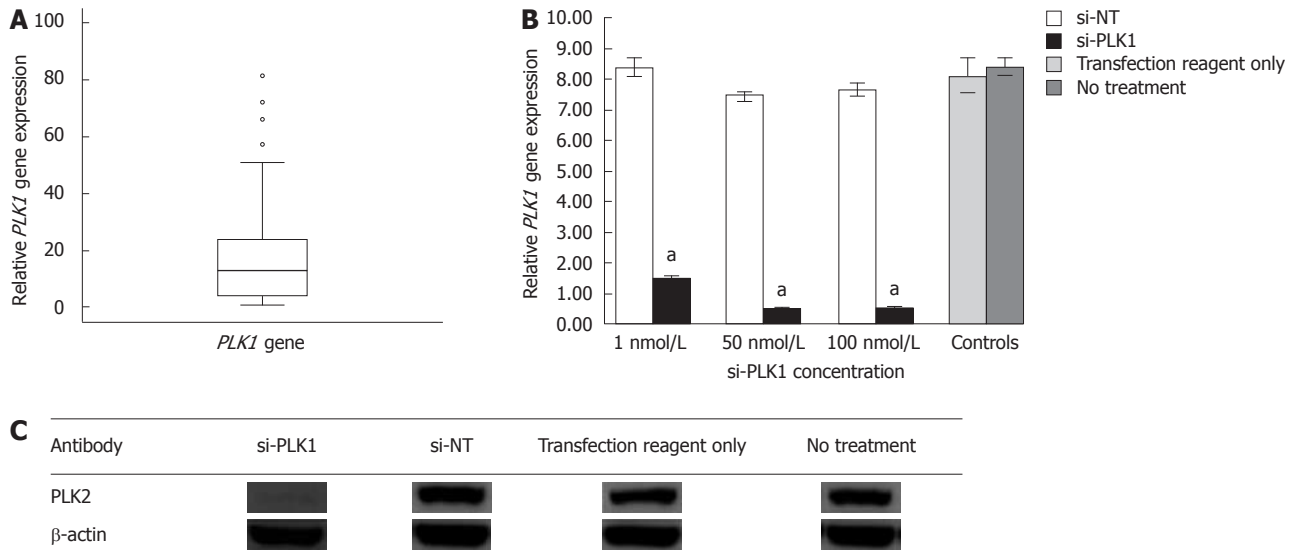 A
100
80
60
40
20
0
Relative PLK1 gene expression
PLK1 gene
B
10.00
9.00
8.00
7.00
6.00
5.00
4.00
3.00
2.00
1.00
0.00
Relative PLK1 gene expression
a
a
a
1 nmol/L 50 nmol/L 100 nmol/L Controls
si-PLK1 concentration
si-NT
si-PLK1
Transfection reagent only
No treatment
C
Antibody si-PLK1 si-NT Transfection reagent only No treatment
PLK2
β-actin